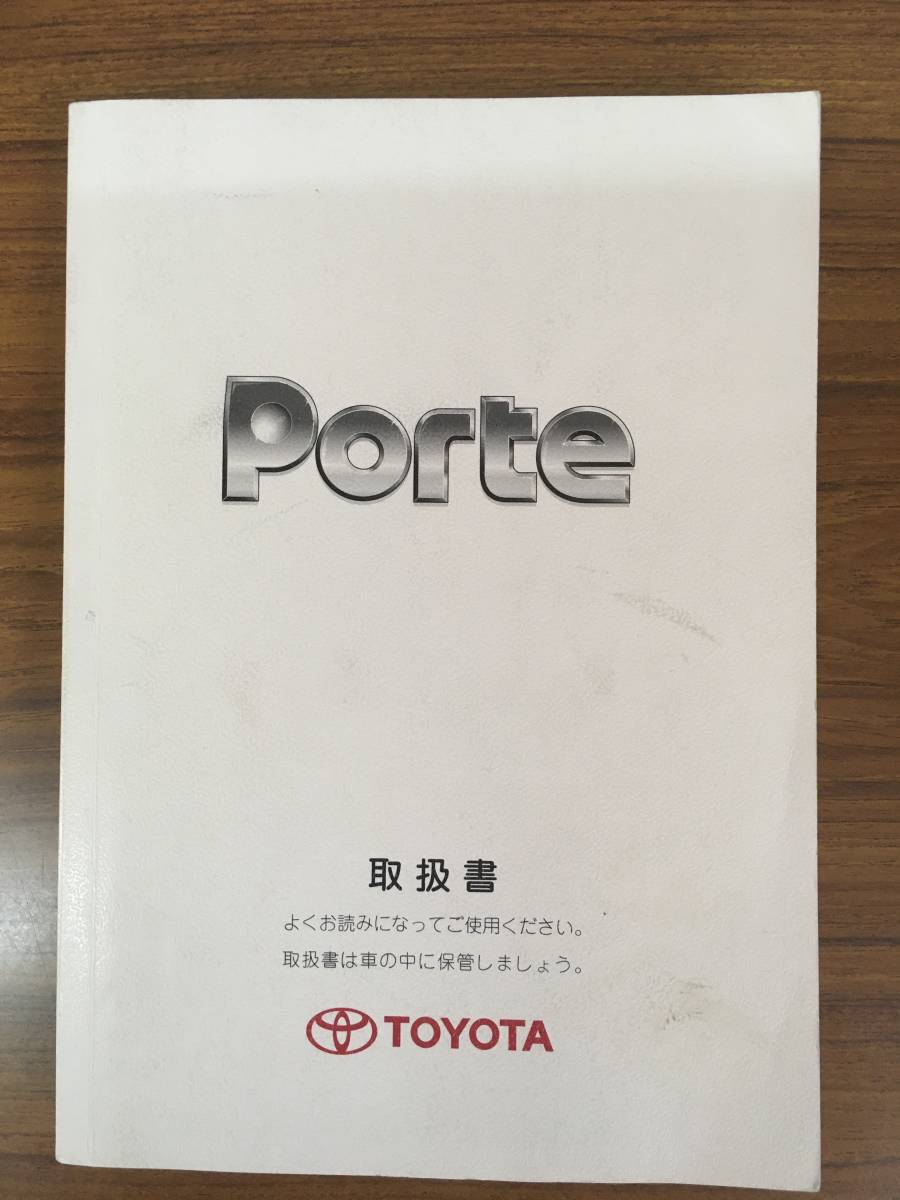 Porte
取扱書
よくお読みになってご使用ください。
取扱書は車の中に保管しましょう。
TOYOTA